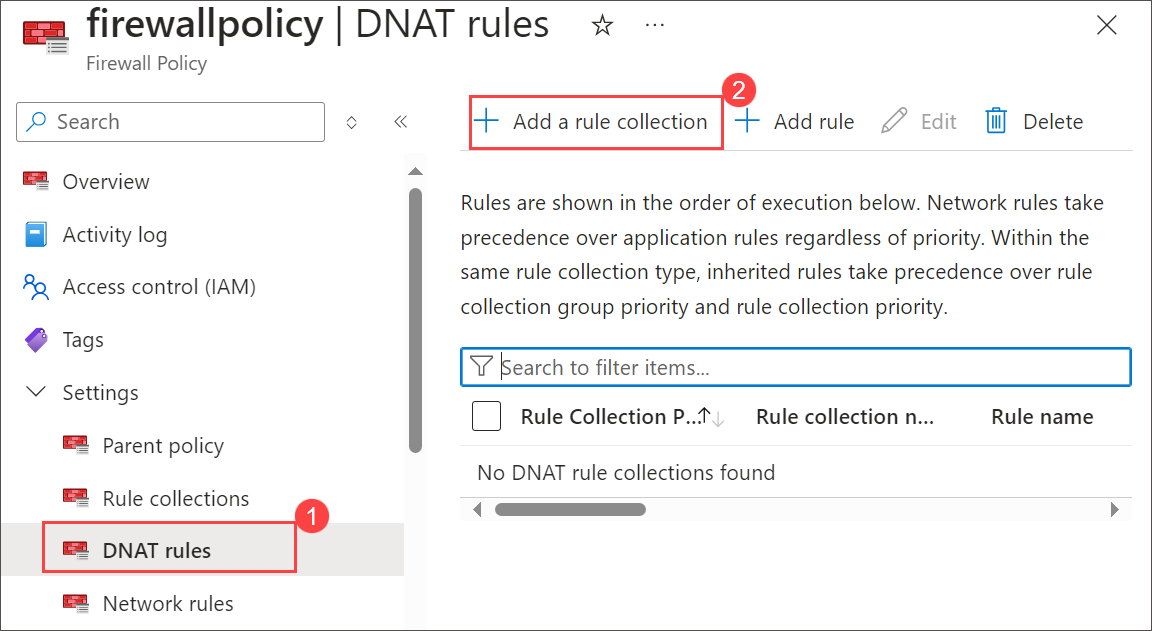 firewallpolicy | DNAT rules
Firewall Policy
Search
Overview
Activity log
Access control (IAM)
Tags
Settings
Parent policy
Rule collections
1
DNAT rules
Network rules
2
Add a rule collection
Add rule
Edit
Delete
Rules are shown in the order of execution below. Network rules take
precedence over application rules regardless of priority. Within the
same rule collection type, inherited rules take precedence over rule
collection group priority and rule collection priority.
Search to filter items...
Rule Collection P... Rule collection n... Rule name
No DNAT rule collections found